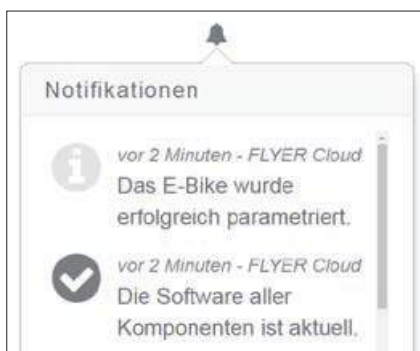 Notifikationen
vor 2 Minuten - FLYER Cloud
Das E-Bike wurde
erfolgreich parametriert.
vor 2 Minuten - FLYER Cloud
Die Software aller
Komponenten ist aktuell.